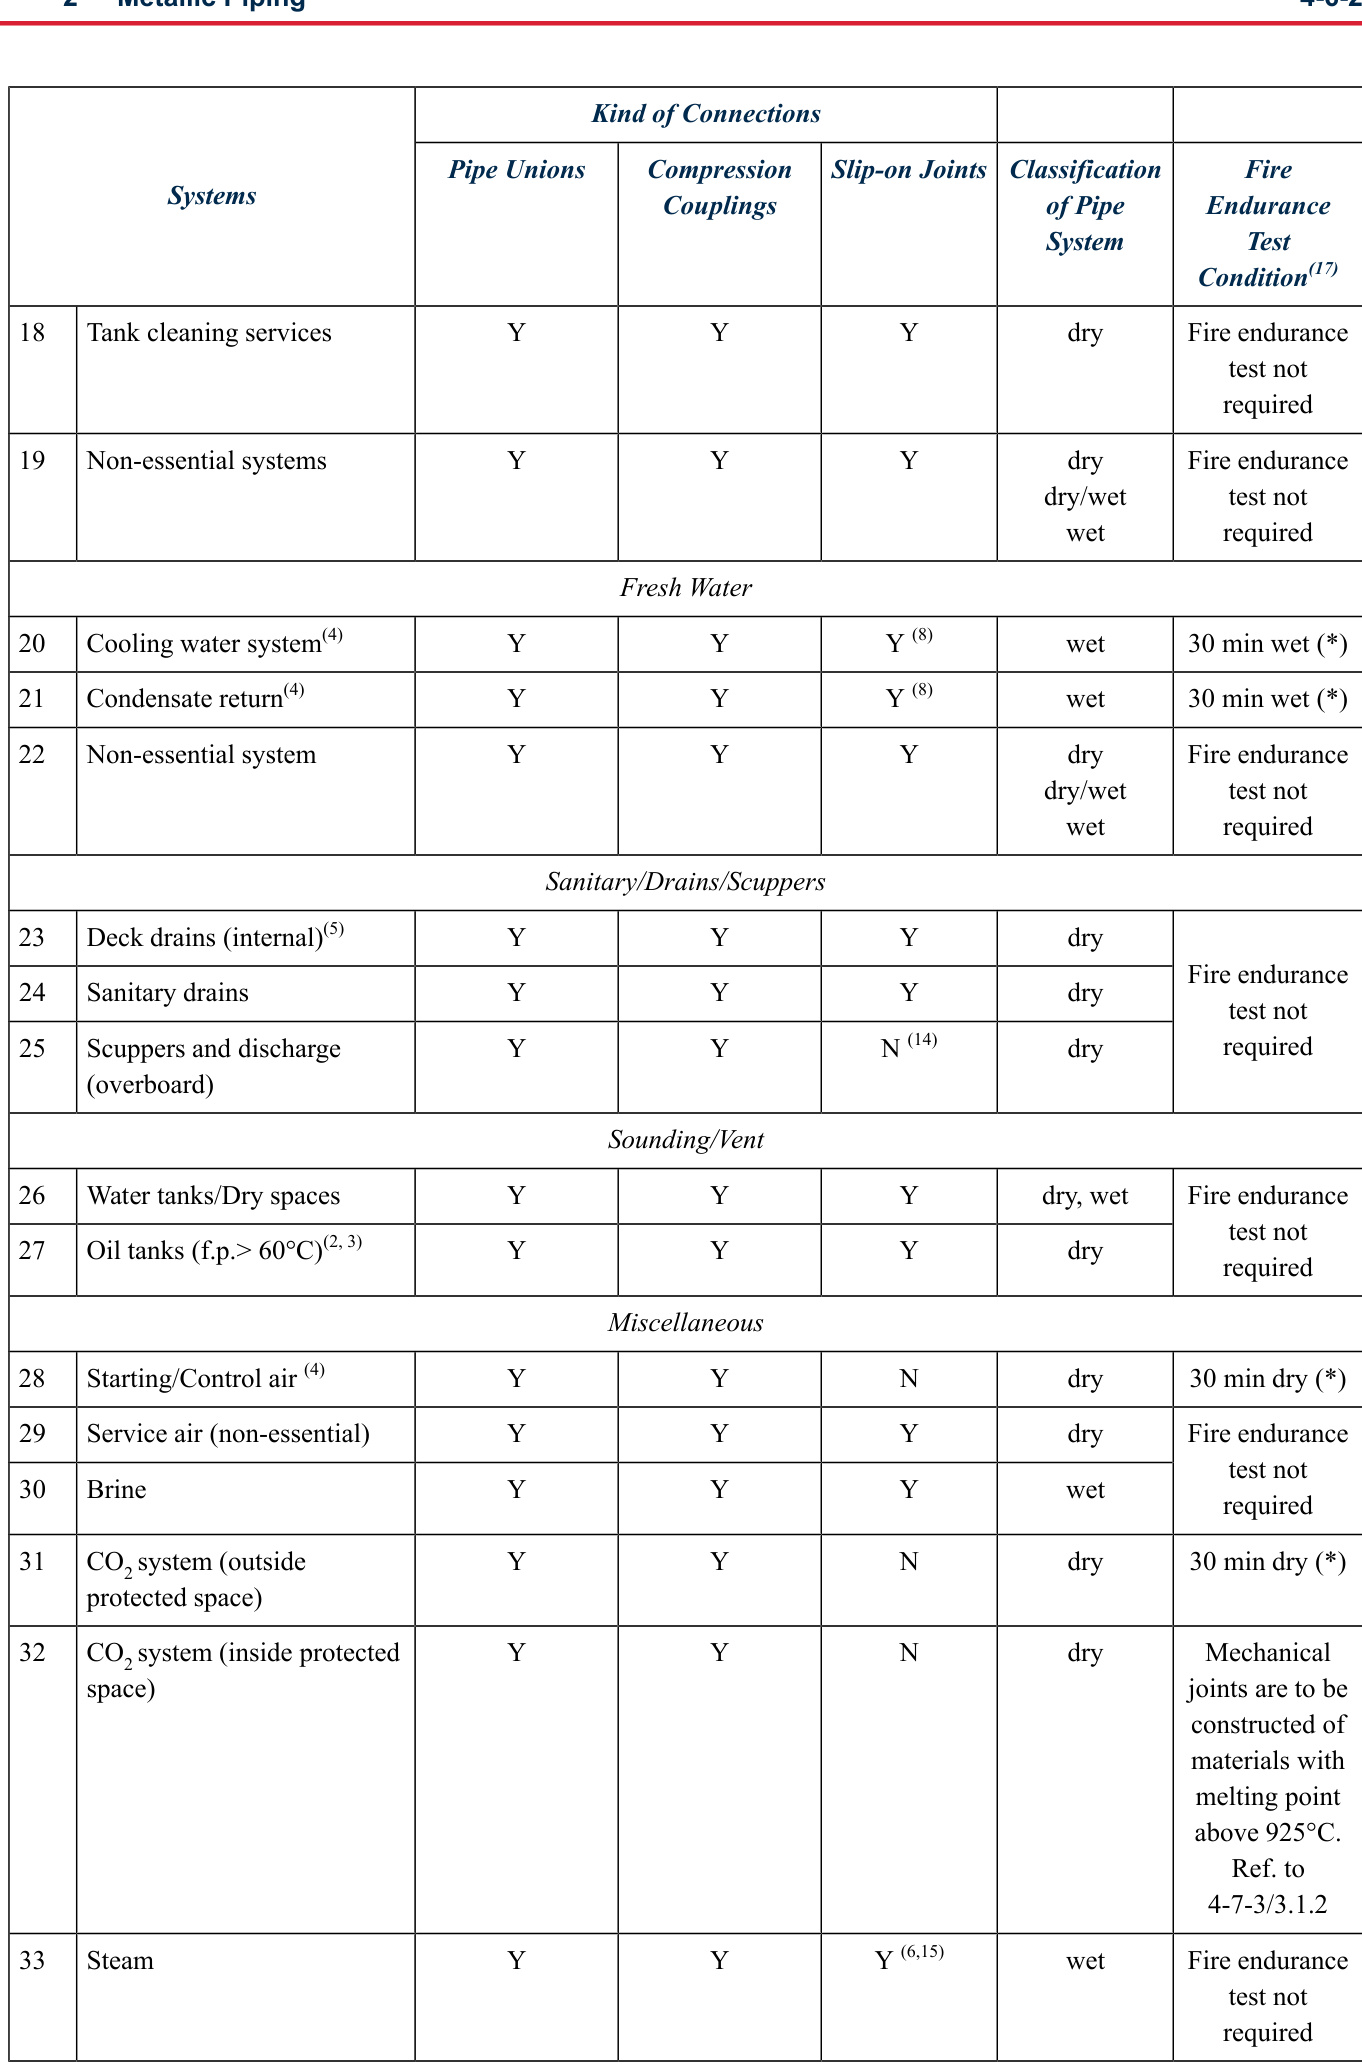 2 Metallic Piping 4-6-2
Kind of Connections
Systems
Pipe Unions
Compression
Couplings
Slip-on Joints
Classification
of Pipe
System
Fire
Endurance
Test
Condition(17)
18 Tank cleaning services Y Y Y dry Fire endurance
test not
required
19 Non-essential systems Y Y Y dry Fire endurance
dry/wet test not
wet required
Fresh Water
20 Cooling water system(4) Y Y Y (8) wet 30 min wet (*)
21 Condensate return(4) Y Y Y (8) wet 30 min wet (*)
22 Non-essential system Y Y Y dry Fire endurance
dry/wet test not
wet required
Sanitary/Drains/Scuppers
23 Deck drains (internal)(5) Y Y Y dry
Fire endurance
test not
required
24 Sanitary drains Y Y Y dry
25 Scuppers and discharge Y Y N (14) dry
(overboard)
Sounding/Vent
26 Water tanks/Dry spaces Y Y Y dry, wet Fire endurance
test not
required
27 Oil tanks (f.p.> 60°C)(2, 3) Y Y Y dry
Miscellaneous
28 Starting/Control air (4) Y Y N dry 30 min dry (*)
29 Service air (non-essential) Y Y Y dry Fire endurance
test not
required
30 Brine Y Y Y wet
31 CO2 system (outside Y Y N dry 30 min dry (*)
protected space)
32 CO2 system (inside protected Y Y N dry Mechanical
space) joints are to be
constructed of
materials with
melting point
above 925°C.
Ref. to
4-7-3/3.1.2
33 Steam Y Y Y (6,15) wet Fire endurance
test not
required